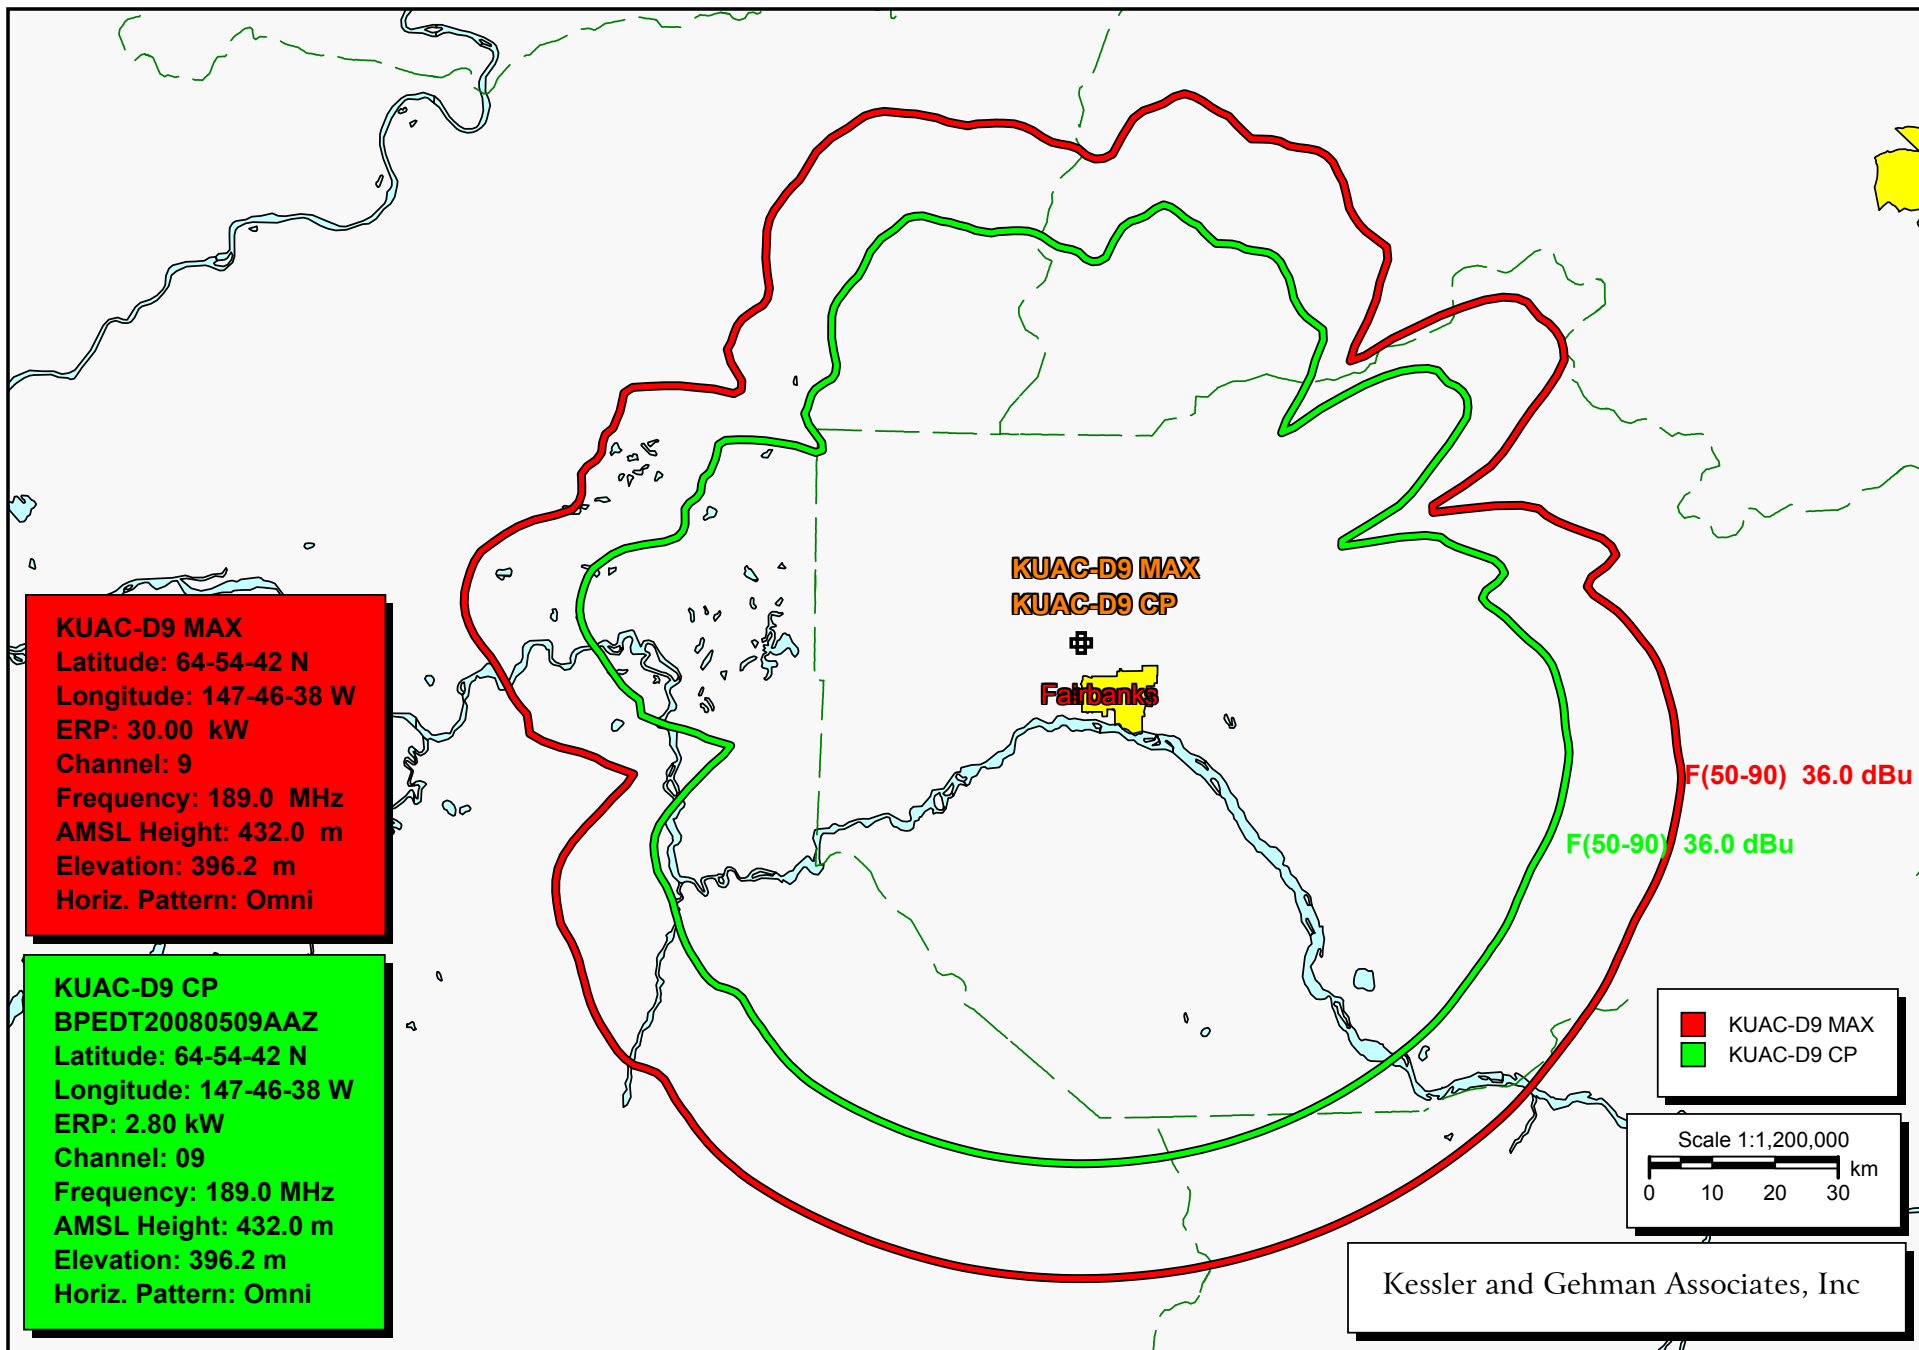 KUAC-D9 MAX
KUAC-D9 CP
Fairbanks
KUAC-D9 MAX
Latitude: 64-54-42 N
Longitude: 147-46-38 W
ERP: 30.00 kW
Channel: 9
Frequency: 189.0 MHz
AMSL Height: 432.0 m
Elevation: 396.2 m
Horiz. Pattern: Omni
F(50-90) 36.0 dBu
F(50-90) 36.0 dBu
KUAC-D9 CP
BPEDT20080509AAZ
Latitude: 64-54-42 N
Longitude: 147-46-38 W
ERP: 2.80 kW
Channel: 09
Frequency: 189.0 MHz
AMSL Height: 432.0 m
Elevation: 396.2 m
Horiz. Pattern: Omni
KUAC-D9 MAX
KUAC-D9 CP
Scale 1:1,200,000
km
0 10 20 30
Kessler and Gehman Associates, Inc